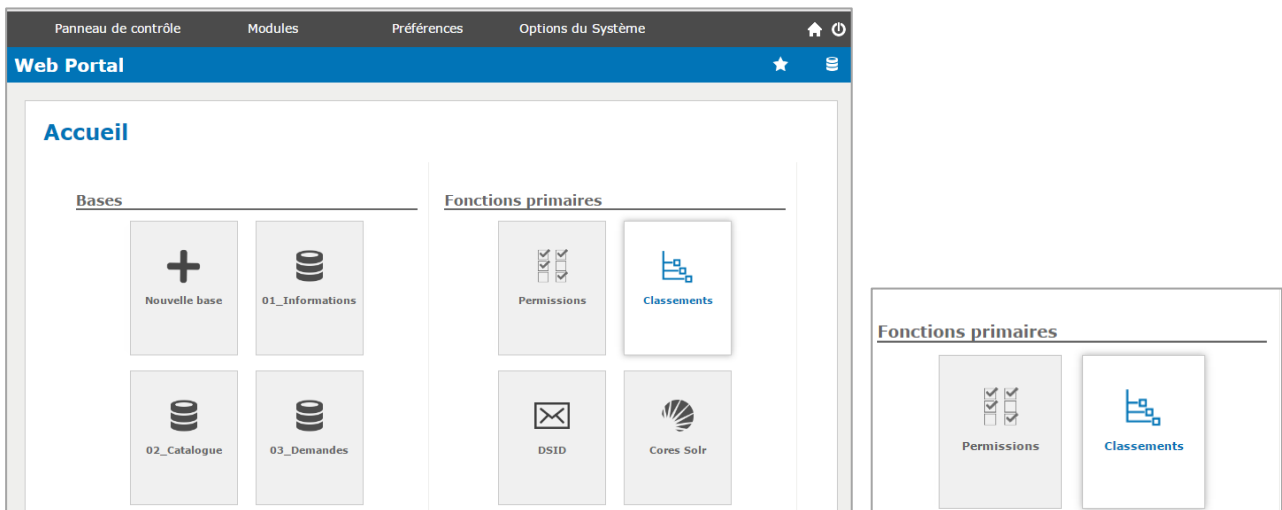 Panneau de contrôle Modules Préférences Options du Système
Web Portal
Accueil
Bases
Nouvelle base 01_Informations
02_Catalogue 03_Demandes
Fonctions primaires
Permissions Classements
DSID Cores Solr
Fonctions primaires
Permissions Classements